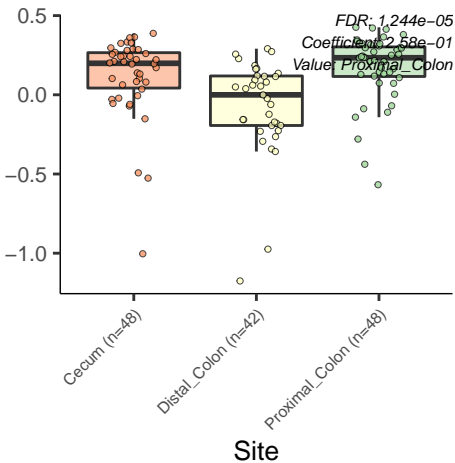 0.5
0.0
−0.5
−1.0
FDR: 1.244e−05
Coefficient: 2.58e−01
Value: Proximal_Colon
Cecum (n=48)
Distal_Colon (n=42)
Proximal_Colon (n=48)
Site